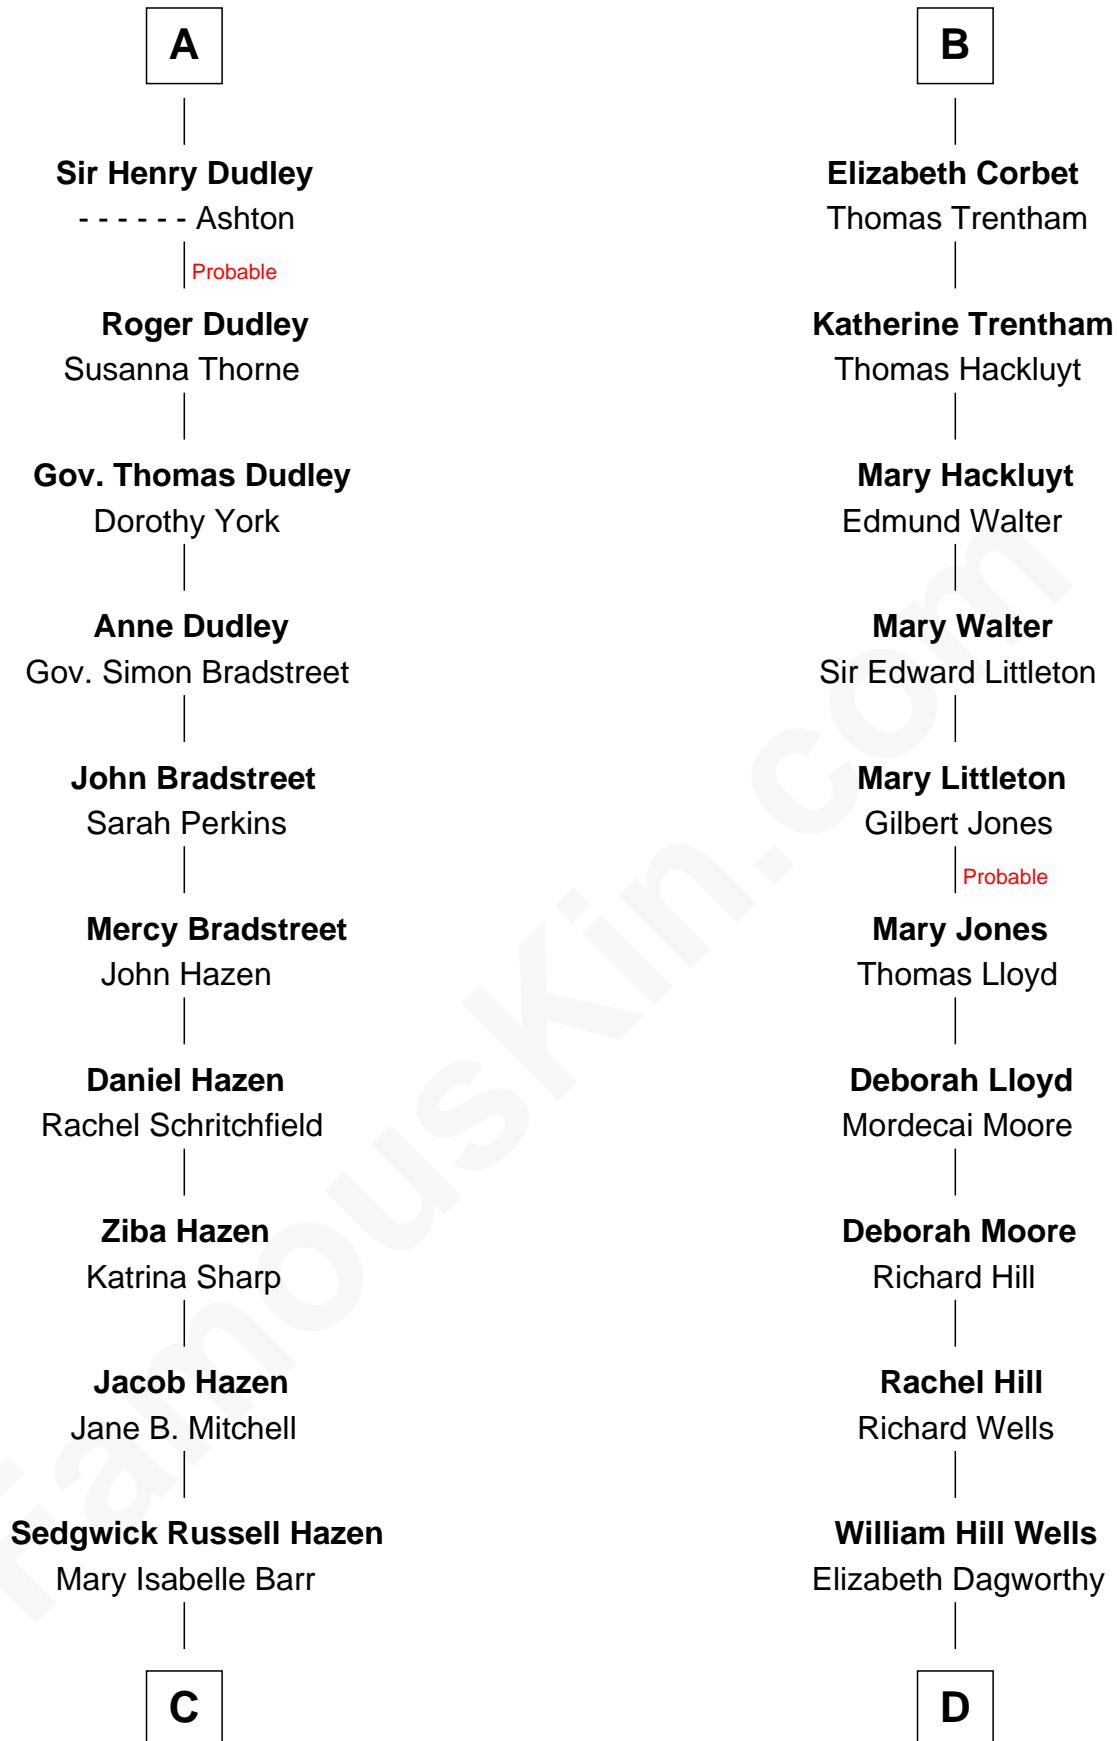 A
Sir Henry Dudley
- - - - - - Ashton
Probable
Roger Dudley
Susanna Thorne
Gov. Thomas Dudley
Dorothy York
Anne Dudley
Gov. Simon Bradstreet
John Bradstreet
Sarah Perkins
Mercy Bradstreet
John Hazen
Daniel Hazen
Rachel Schritchfield
Ziba Hazen
Katrina Sharp
Jacob Hazen
Jane B. Mitchell
Sedgwick Russell Hazen
Mary Isabelle Barr
C
B
Elizabeth Corbet
Thomas Trentham
Katherine Trentham
Thomas Hackluyt
Mary Hackluyt
Edmund Walter
Mary Walter
Sir Edward Littleton
Mary Littleton
Gilbert Jones
Probable
Mary Jones
Thomas Lloyd
Deborah Lloyd
Mordecai Moore
Deborah Moore
Richard Hill
Rachel Hill
Richard Wells
William Hill Wells
Elizabeth Dagworthy
D
FamousKin.com